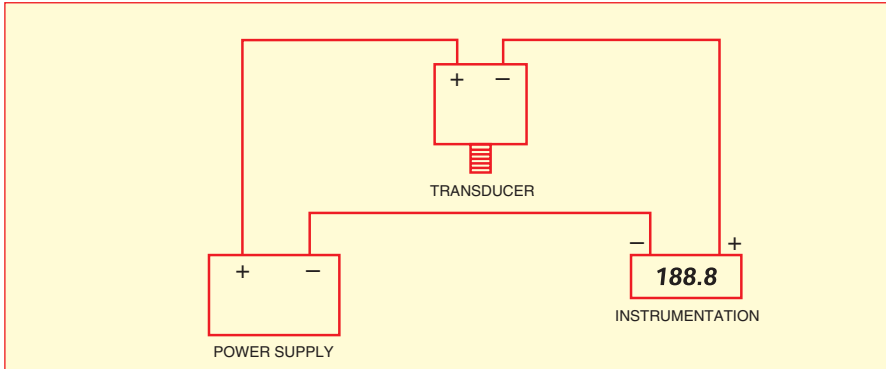 + –
TRANSDUCER
– +
+ –
188.8
INSTRUMENTATION
POWER SUPPLY